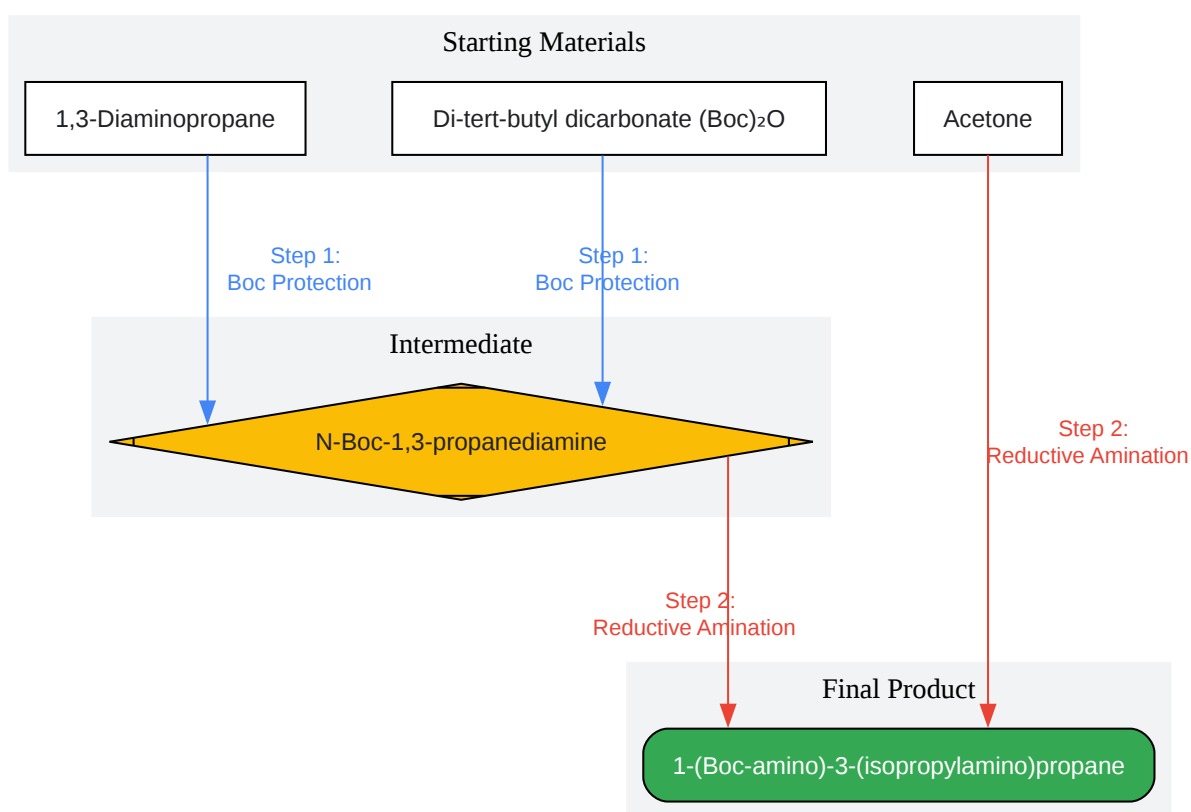 Starting Materials
1,3-Diaminopropane
Di-tert-butyl dicarbonate (Boc)₂O
Acetone
Step 1:
Boc Protection
Step 1:
Boc Protection
Intermediate
N-Boc-1,3-propanediamine
Step 2:
Reductive Amination
Step 2:
Reductive Amination
Final Product
1-(Boc-amino)-3-(isopropylamino)propane